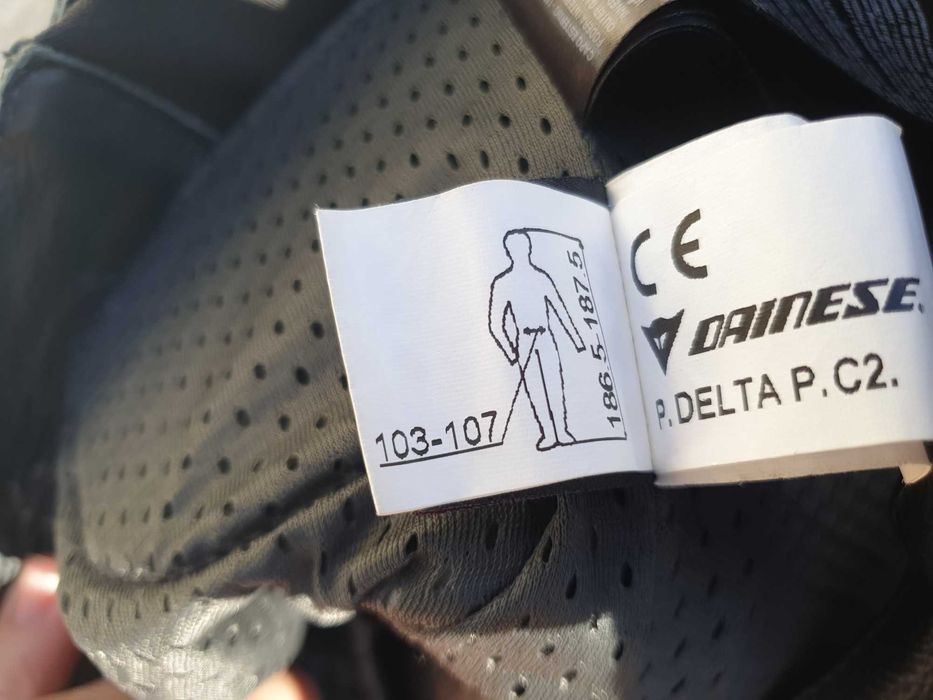 103-107
186.5-187.5
CE
DAINESE.
P. DELTA P. C2.